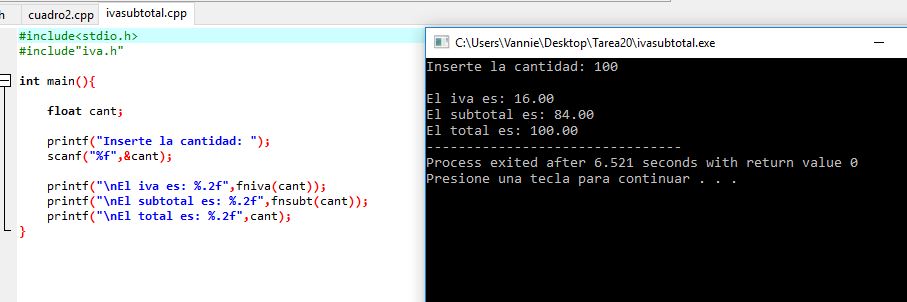 h
cuadro2.cpp
ivasubtotal.cpp
#include<stdio.h>
#include"iva.h"
int main(){
float cant;
printf("Inserte la cantidad: ");
scanf("%f",&cant);
printf("\nEl iva es: %.2f",fniva(cant));
printf("\nEl subtotal es: %.2f",fnsubt(cant));
printf("\nEl total es: %.2f",cant);
}
C:\Users\Vannie\Desktop\Tarea20\ivasubtotal.exe
Inserte la cantidad: 100
El iva es: 16.00
El subtotal es: 84.00
El total es: 100.00
--------------------------------
Process exited after 6.521 seconds with return value 0
Presione una tecla para continuar . . .